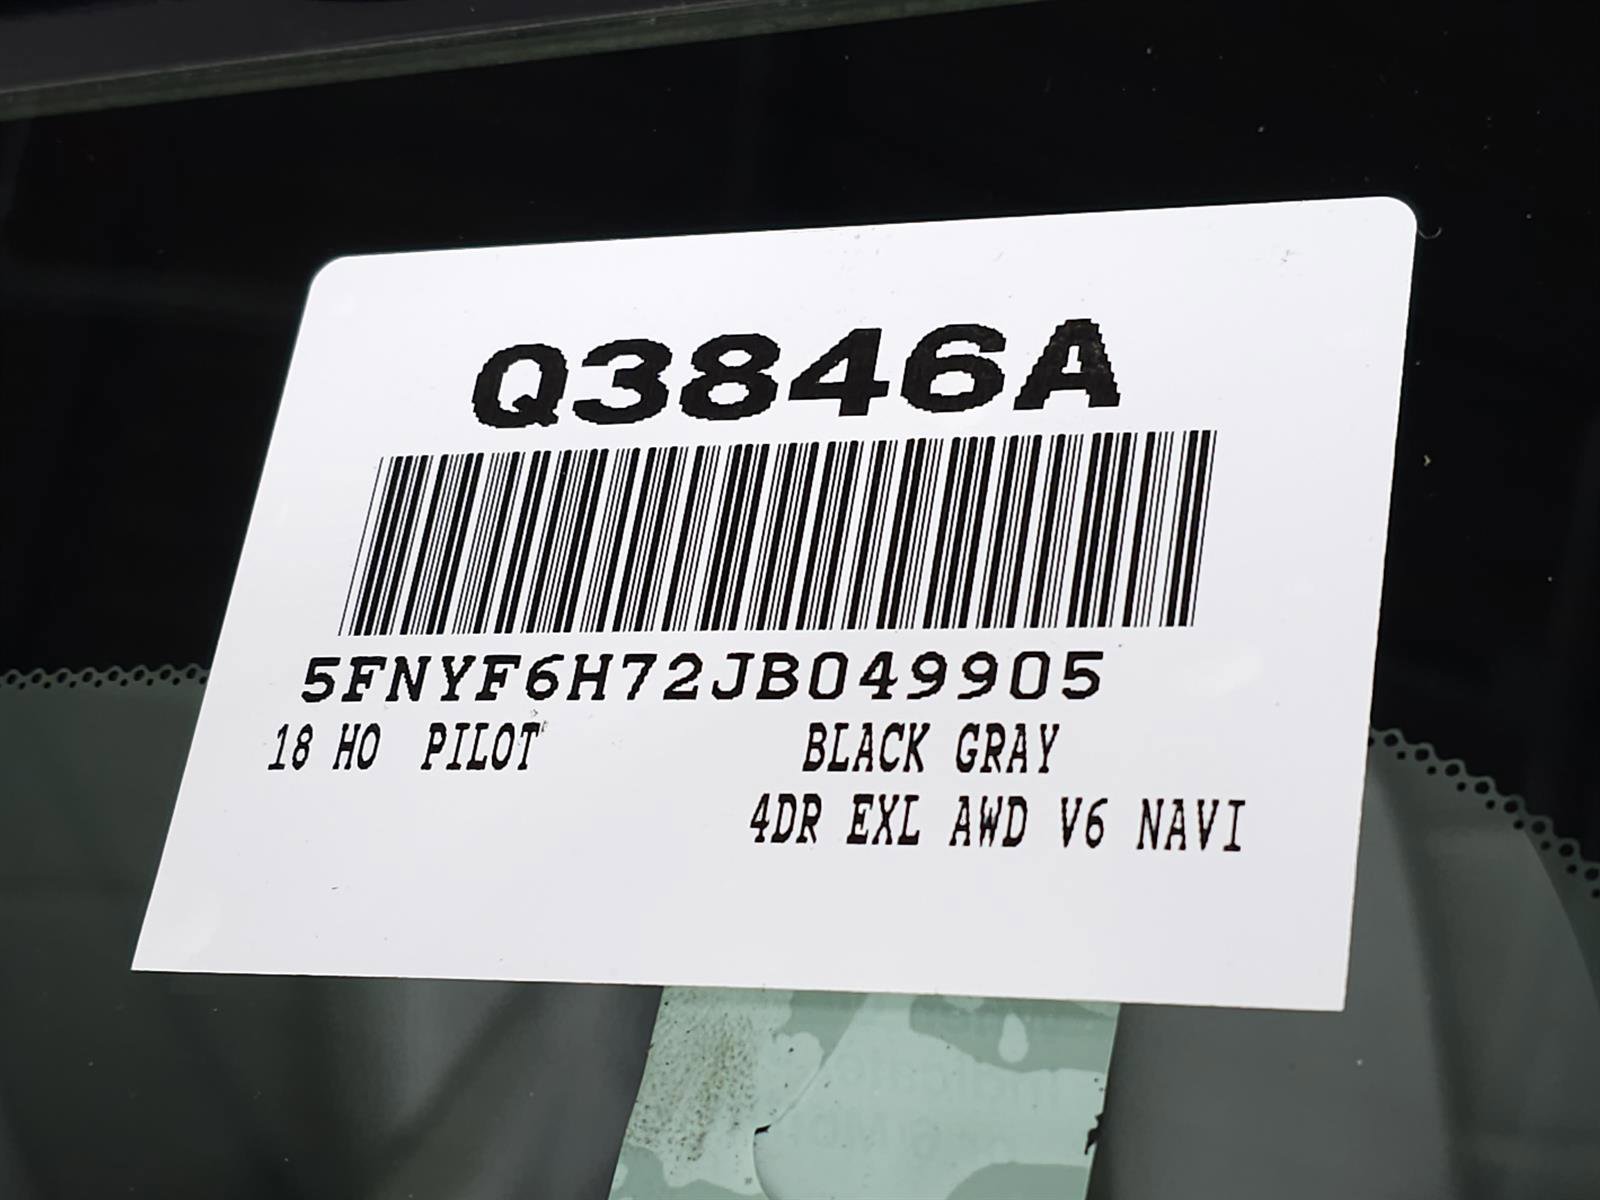 Q3846A
5FNYF6H72JB049905
18 HO PILOT BLACK GRAY
4DR EXL AWD V6 NAVI